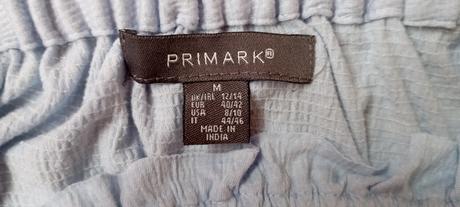 PRIMARK®
M
UK/IRL 12/14
EUR 40/42
USA 8/10
IT 44/46
MADE IN
INDIA